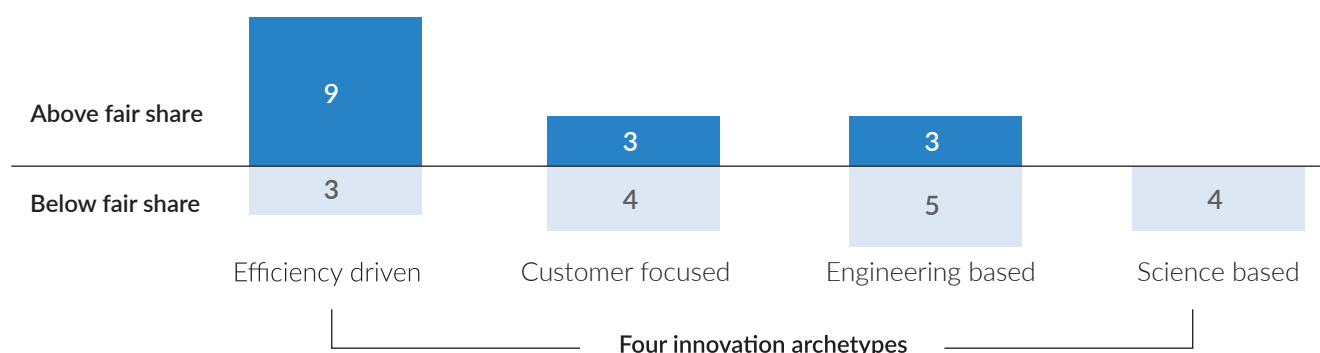 9
Above fair share
3
3
Below fair share
3
4
5
4
Efficiency driven
Customer focused
Engineering based
Science based
Four innovation archetypes